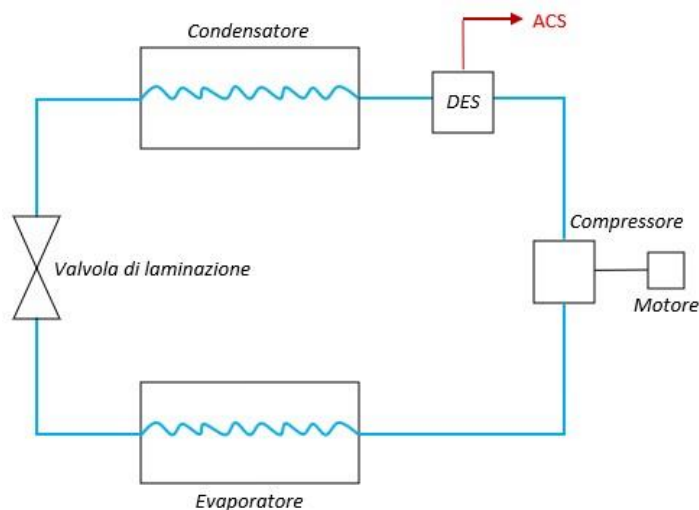 Condensatore
ACS
DES
Compressore
Valvola di laminazione
Motore
Evaporatore